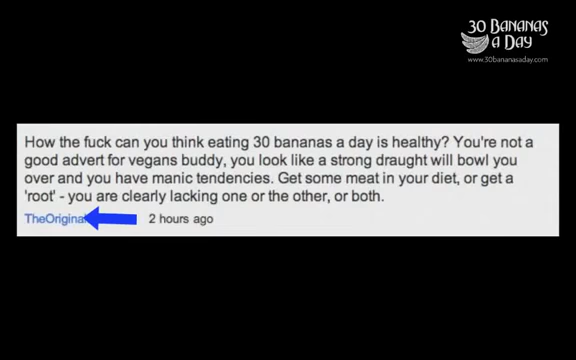 30 BANANAS
A DAY
www.30bananasaday.com
How the fuck can you think eating 30 bananas a day is healthy? You're not a
good advert for vegans buddy, you look like a strong draught will bowl you
over and you have manic tendencies. Get some meat in your diet, or get a
'root' - you are clearly lacking one or the other, or both.
TheOrigina 2 hours ago